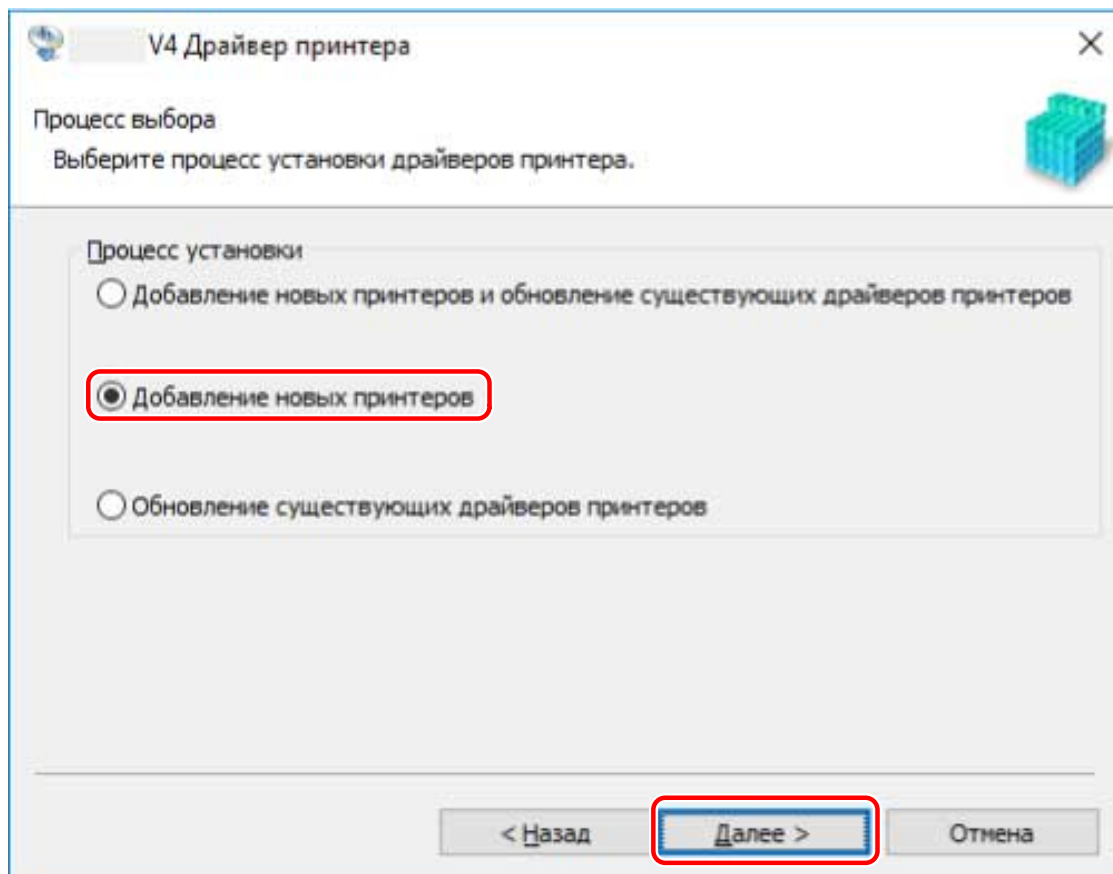 V4 Драйвер принтера
Процесс выбора
Выберите процесс установки драйверов принтера.
Процесс установки
Добавление новых принтеров и обновление существующих драйверов принтеров
Добавление новых принтеров
Обновление существующих драйверов принтеров
< Назад Далее > Отмена